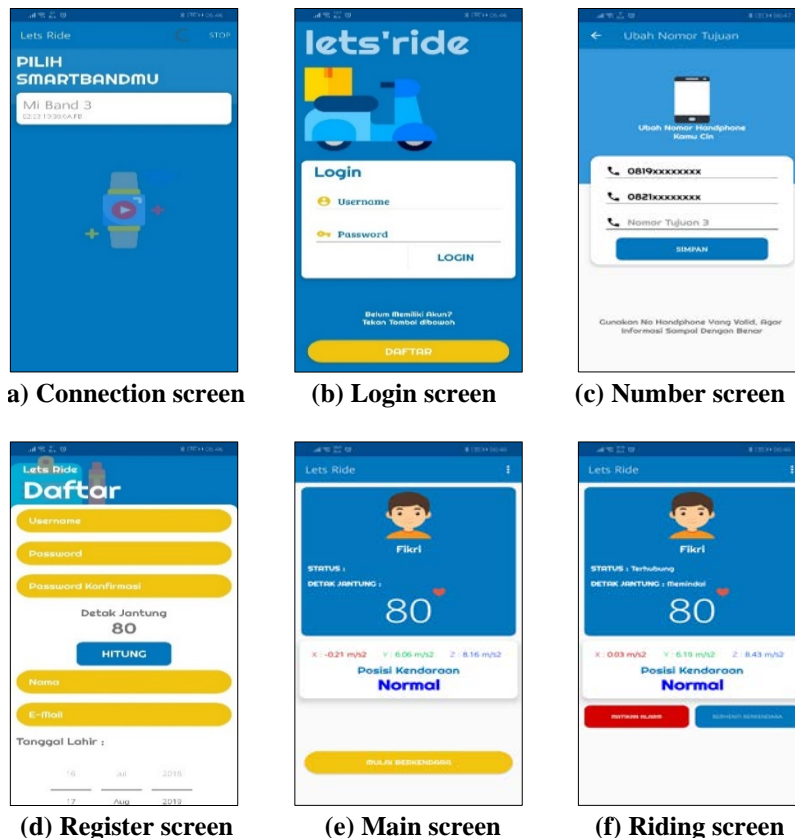 Lets Ride STOP
PILIH
SMARTBANDMU
Mi Band 3
lets'ride
Login
Username
Password
LOGIN
Belum Memiliki Akun?
Tekan Tombol dibawah
DAFTAR
Ubah Nomor Tujuan
Ubah Nomor Handphone
Kamu Cin
0819xxxxxxxx
0821xxxxxxxx
Nomor Tujuan 3
SIMPAN
Gunakan No Handphone Yang Valid, Agar
Informasi Sampai Dengan Benar
a) Connection screen
(b) Login screen
(c) Number screen
Lets Ride
Daftar
Username
Password
Password Konfirmasi
Detak Jantung
80
HITUNG
Nama
E-Mail
Tanggal Lahir :
16 Jul 2018
17 Aug 2019
Lets Ride
Fikri
STATUS :
DETAK JANTUNG :
80
X : -0.21 m/s2 Y : 6.06 m/s2 Z : 8.16 m/s2
Posisi Kendaraan
Normal
MULAI BERKENDARA
Lets Ride
Fikri
STATUS : Terhubung
DETAK JANTUNG : Memindai
80
X : 0.03 m/s2 Y : 6.19 m/s2 Z : 8.43 m/s2
Posisi Kendaraan
Normal
MATIKAN ALARM BERHENTI BERKENDARA
(d) Register screen
(e) Main screen
(f) Riding screen